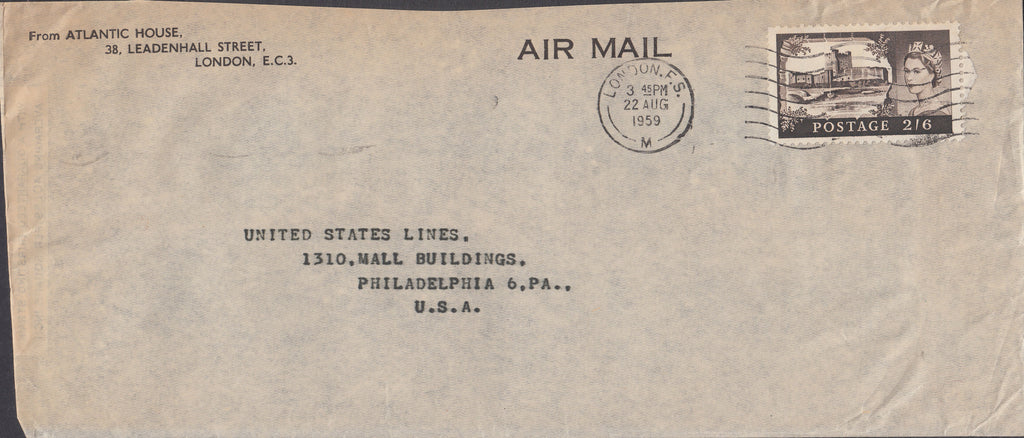 From ATLANTIC HOUSE,
38, LEADENHALL STREET,
LONDON, E.C.3.
AIR MAIL
LONDON. F.S.
3 45PM
22 AUG
1959
M
POSTAGE 2/6
UNITED STATES LINES,
1310,MALL BUILDINGS,
PHILADELPHIA 6,PA.,
U.S.A.